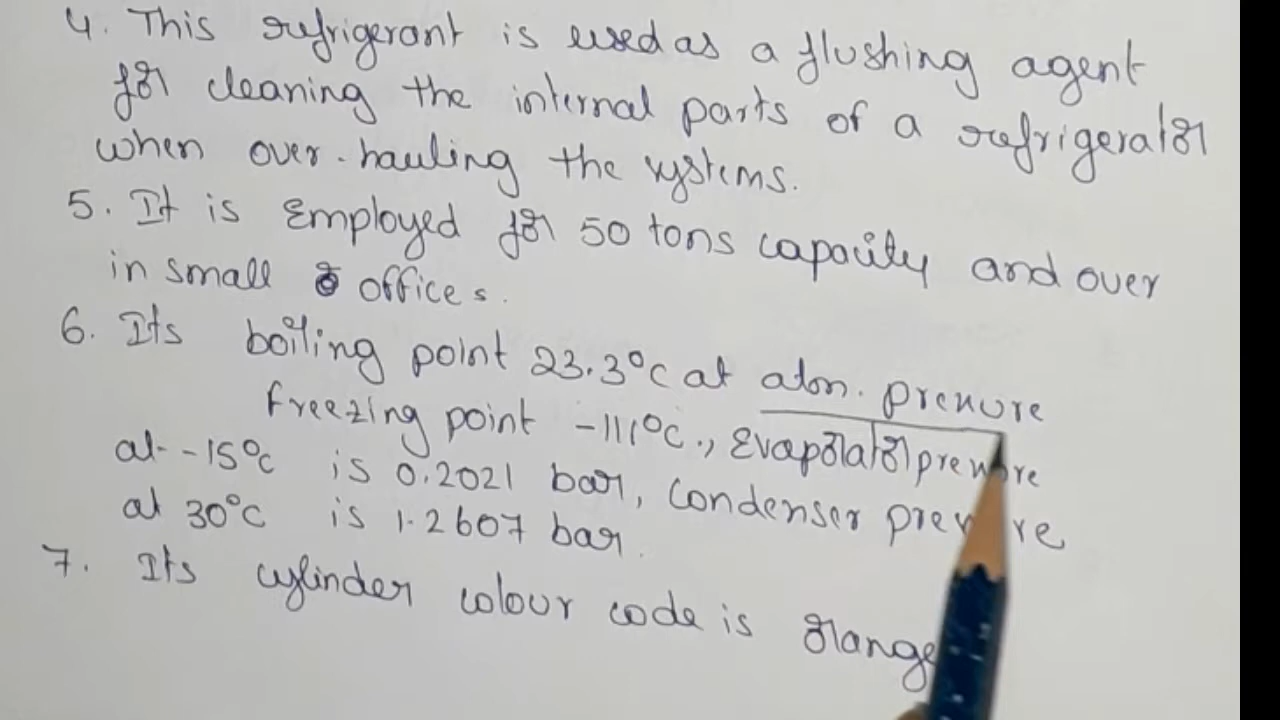 4. This refrigerant is used as a flushing agent
for cleaning the internal parts of a refrigerator
when over-hauling the systems.
5. It is Employed for 50 tons capacity and over
in small offices.
6. Its boiling point 23.3°c at atm. pressure
freezing point -111°c., Evaporator pressure
at -15°c is 0.2021 bar, Condenser pressure
at 30°c is 1.2607 bar.
7. Its cylinder colour code is orange